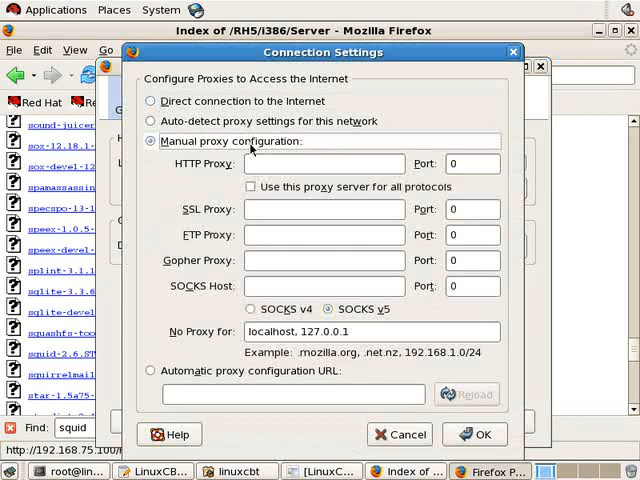 Applications Places System
Index of /RH5/i386/Server - Mozilla Firefox
File Edit View Go
Connection Settings
Red Hat
Configure Proxies to Access the Internet
Direct connection to the Internet
Auto-detect proxy settings for this network
Manual proxy configuration:
HTTP Proxy: Port: 0
Use this proxy server for all protocols
SSL Proxy: Port: 0
FTP Proxy: Port: 0
Gopher Proxy: Port: 0
SOCKS Host: Port: 0
SOCKS v4 SOCKS v5
No Proxy for: localhost, 127.0.0.1
Example: .mozilla.org, .net.nz, 192.168.1.0/24
Automatic proxy configuration URL:
Reload
Help Cancel OK
sound-juicer
sox-12.18.1-
sox-devel-12
spamassassin
specspo-13-1
speex-1.0.5-
speex-devel-
splint-3.1.1
sqlite-3.3.6
sqlite-devel
squashfs-too
squid-2.6.ST
squirrelmail
star-1.5a75-
Find: squid
http://192.168.75.100/
root@lin... LinuxCB... linuxcbt [LinuxC... Index of ... Firefox P...